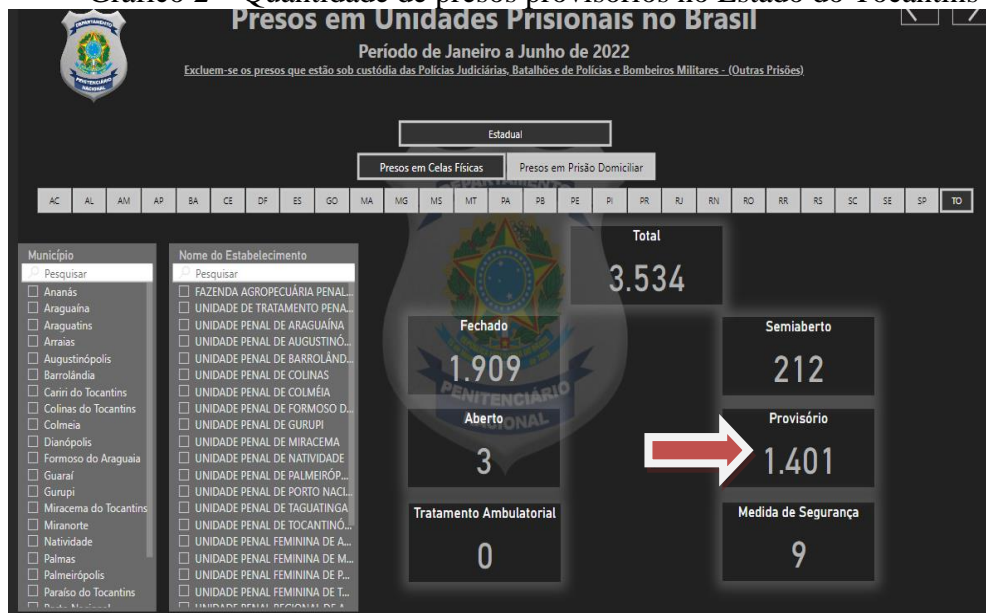 Gráfico 2 – Quantidade de presos provisórios no Estado do Tocantins
Presos em Unidades Prisionais no Brasil
Período de Janeiro a Junho de 2022
Excluem-se os presos que estão sob custódia das Polícias Judiciárias, Batalhões de Polícias e Bombeiros Militares - (Outras Prisões)
Estadual
Presos em Celas Físicas
Presos em Prisão Domiciliar
AC AL AM AP BA CE DF ES GO MA MG MS MT PA PB PE PI PR RJ RN RO RR RS SC SE SP TO
Município
Pesquisar
Ananás
Araguaína
Araguatins
Arraias
Augustinópolis
Barrolândia
Cariri do Tocantins
Colinas do Tocantins
Colmeia
Dianópolis
Formoso do Araguaia
Guaraí
Gurupi
Miracema do Tocantins
Miranorte
Natividade
Palmas
Palmeirópolis
Paraíso do Tocantins
Porto Nacional
Nome do Estabelecimento
Pesquisar
FAZENDA AGROPECUÁRIA PENAL...
UNIDADE DE TRATAMENTO PENA...
UNIDADE PENAL DE ARAGUAÍNA
UNIDADE PENAL DE AUGUSTINÓ...
UNIDADE PENAL DE BARROLÂND...
UNIDADE PENAL DE COLINAS
UNIDADE PENAL DE COLMÉIA
UNIDADE PENAL DE FORMOSO D...
UNIDADE PENAL DE GURUPI
UNIDADE PENAL DE MIRACEMA
UNIDADE PENAL DE NATIVIDADE
UNIDADE PENAL DE PALMEIRÓP...
UNIDADE PENAL DE PORTO NACI...
UNIDADE PENAL DE TAGUATINGA
UNIDADE PENAL DE TOCANTINÓ...
UNIDADE PENAL FEMININA DE A...
UNIDADE PENAL FEMININA DE M...
UNIDADE PENAL FEMININA DE P...
UNIDADE PENAL FEMININA DE T...
UNIDADE PENAL REGIONAL DE A...
DEPARTAMENTO
PENITENCIÁRIO
NACIONAL
Total
3.534
Fechado
1.909
Semiaberto
212
Aberto
3
Provisório
1.401
Tratamento Ambulatorial
0
Medida de Segurança
9